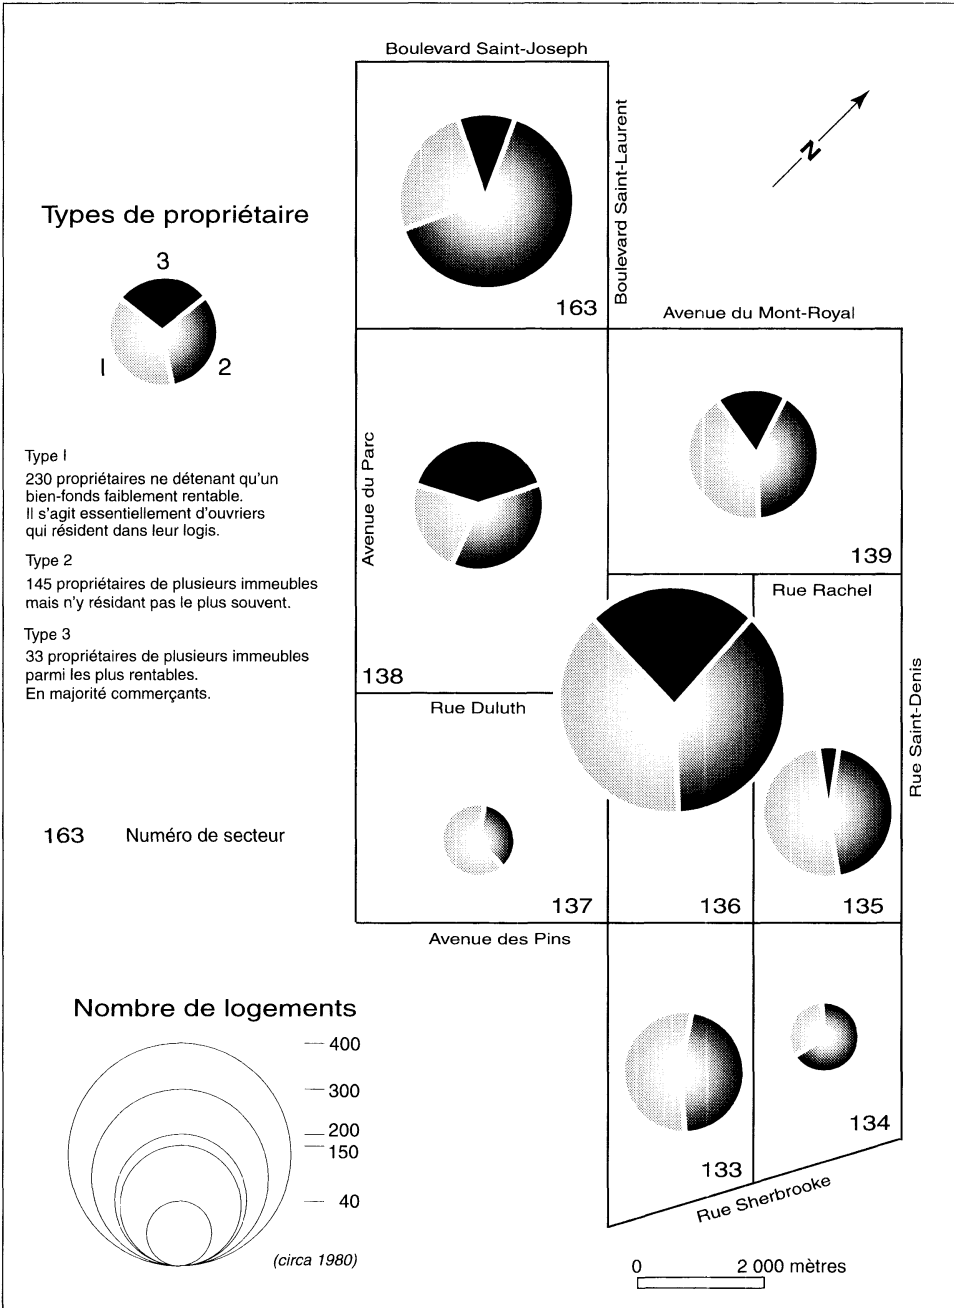 Boulevard Saint-Joseph
Boulevard Saint-Laurent
N
Types de propriétaire
3
1
2
163
Avenue du Mont-Royal
Type 1
230 propriétaires ne détenant qu'un
bien-fonds faiblement rentable.
Il s'agit essentiellement d'ouvriers
qui résident dans leur logis.
Type 2
145 propriétaires de plusieurs immeubles
mais n'y résidant pas le plus souvent.
Type 3
33 propriétaires de plusieurs immeubles
parmi les plus rentables.
En majorité commerçants.
Avenue du Parc
139
Rue Rachel
138
Rue Duluth
Rue Saint-Denis
163 Numéro de secteur
137
136
135
Avenue des Pins
Nombre de logements
400
300
200
150
40
(circa 1980)
134
133
Rue Sherbrooke
0 2 000 mètres